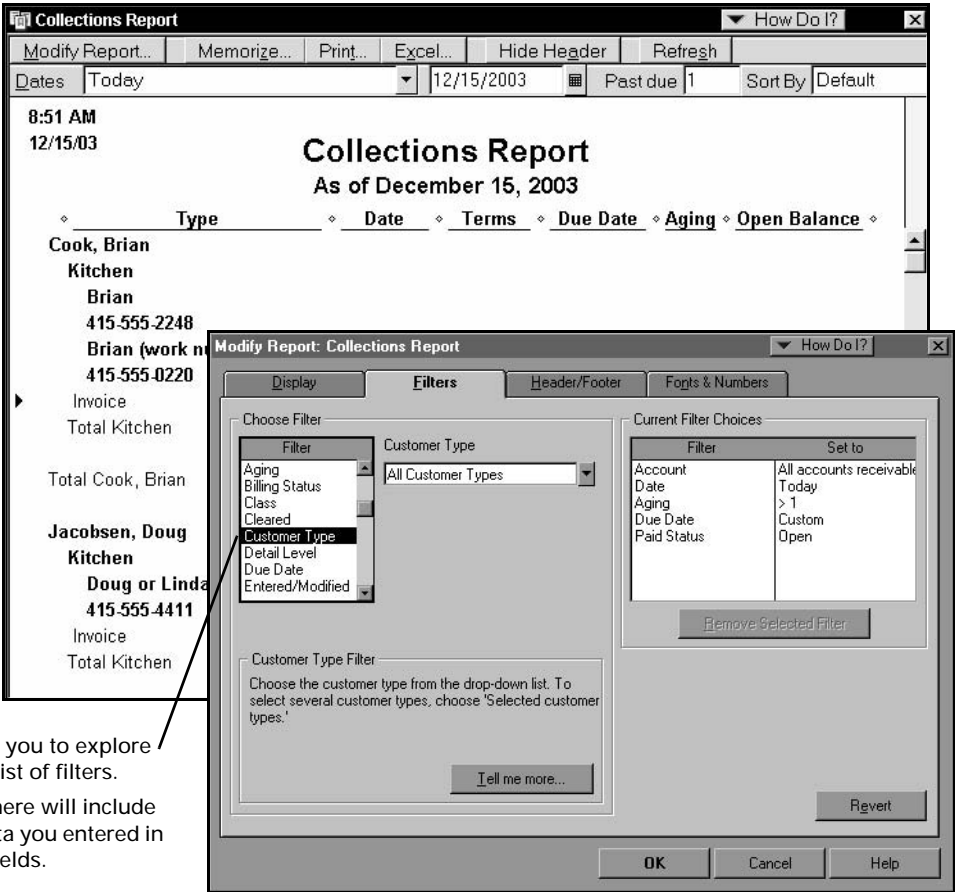 Collections Report How Do I?
Modify Report... Memorize... Print... Excel... Hide Header Refresh
Dates Today 12/15/2003 Past due 1 Sort By Default
8:51 AM
12/15/03
Collections Report
As of December 15, 2003
Type Date Terms Due Date Aging Open Balance
Cook, Brian
Kitchen
Brian
415-555-2248
Brian (work
415-555-0220
Invoice
Total Kitchen
Total Cook, Brian
Jacobsen, Doug
Kitchen
Doug or Linda
415-555-4411
Invoice
Total Kitchen
Modify Report: Collections Report How Do I?
Display Filters Header/Footer Fonts & Numbers
Choose Filter
Filter
Aging
Billing Status
Class
Cleared
Customer Type
Detail Level
Due Date
Entered/Modified
Customer Type
All Customer Types
Current Filter Choices
Filter Set to
Account All accounts receivable
Date Today
Aging > 1
Due Date Custom
Paid Status Open
Remove Selected Filter
Customer Type Filter
Choose the customer type from the drop-down list. To
select several customer types, choose 'Selected customer
types.'
Tell me more...
Revert
OK Cancel Help
you to explore
ist of filters.
here will include
ta you entered in
elds.